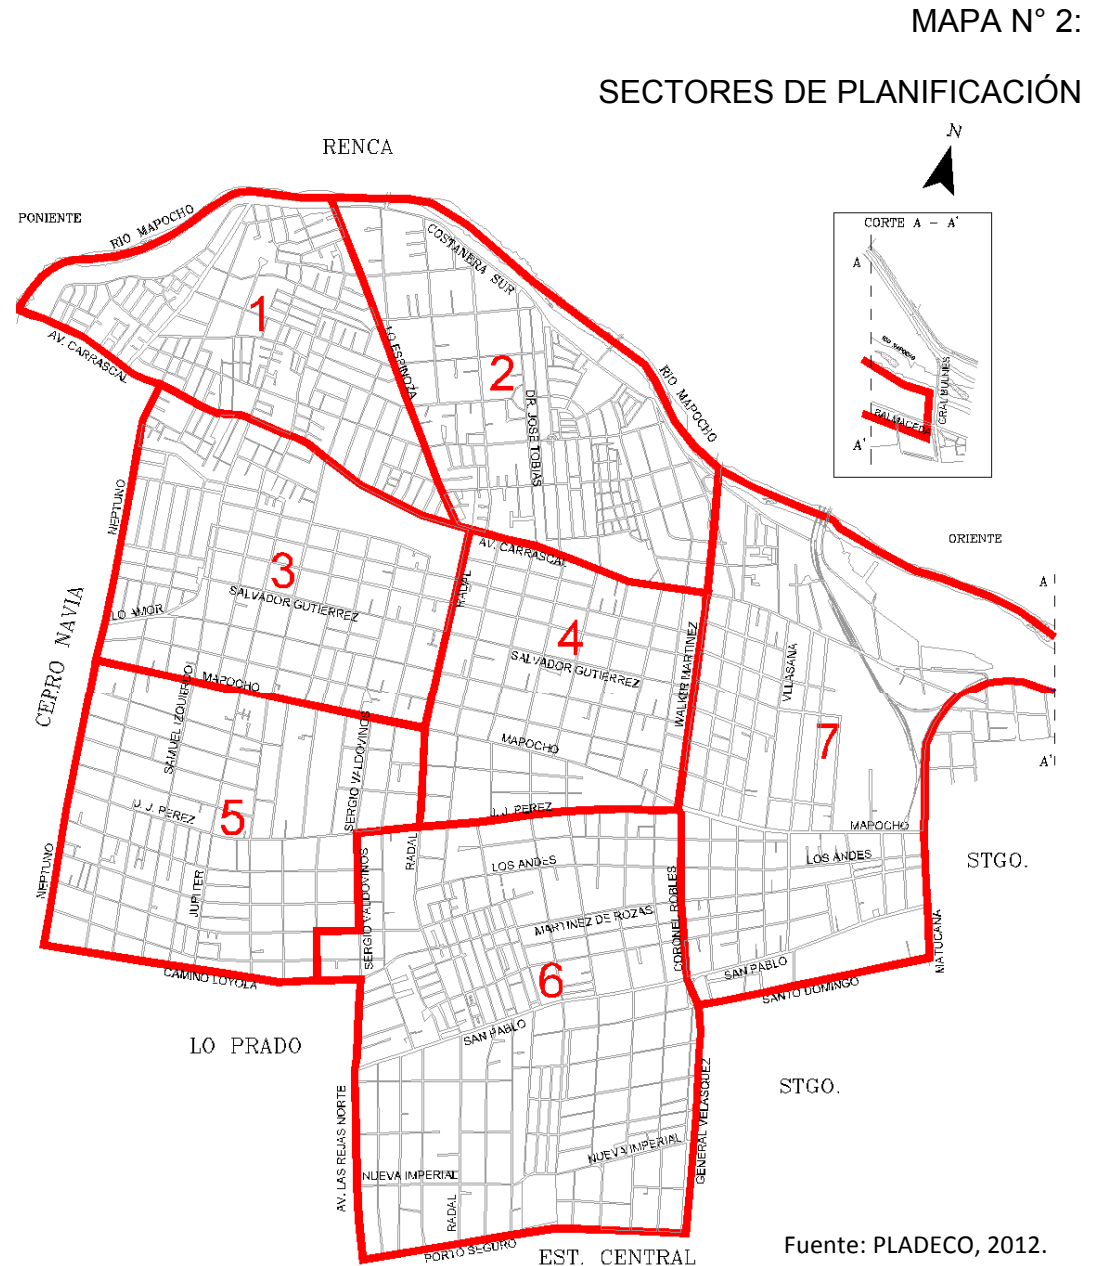 MAPA N° 2:
SECTORES DE PLANIFICACIÓN
N
RENCA
PONIENTE
RIO MAPOCHO
COSTANERA SUR
CORTE A - A'
A
RIO MAPOCHO
GRAL BULNES
BALMACEDA
A'
1
AV. CARRASCAL
LO ESPINOZA
2
DR. JOSE TOBIAS
RIO MAPOCHO
NEPTUNO
ORIENTE
AV. CARRASCAL
3
RADAL
A
SALVADOR GUTIERREZ
LO AMOR
CERRO NAVIA
4
SALVADOR GUTIERREZ
WALKER MARTINEZ
VILLASANA
MAPOCHO
SAMUEL IZQUIERDO
SERGIO VALDOVINOS
MAPOCHO
7
A'
J. J. PEREZ
5
J. J. PEREZ
MAPOCHO
RADAL
LOS ANDES
LOS ANDES
STGO.
NEPTUNO
JUPITER
SERGIO VALDOVINOS
MARTINEZ DE ROZAS
CORONEL ROBLES
MATUCANA
CAMINO LOYOLA
6
SAN PABLO
SANTO DOMINGO
LO PRADO
SAN PABLO
STGO.
AV. LAS REJAS NORTE
GENERAL VELASQUEZ
NUEVA IMPERIAL
NUEVA IMPERIAL
RADAL
PORTO SEGURO
EST. CENTRAL
Fuente: PLADECO, 2012.